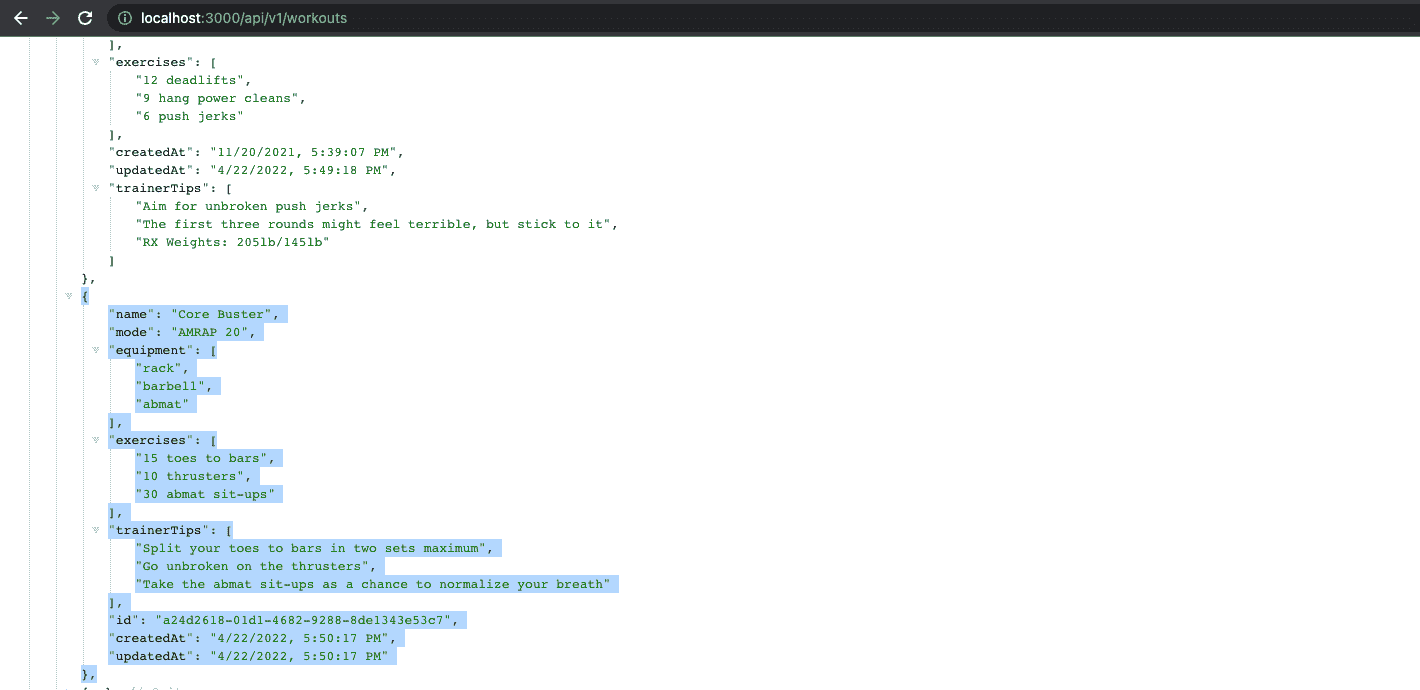 localhost:3000/api/v1/workouts
],
"exercises": [
"12 deadlifts",
"9 hang power cleans",
"6 push jerks"
],
"createdAt": "11/20/2021, 5:39:07 PM",
"updatedAt": "4/22/2022, 5:49:18 PM",
"trainerTips": [
"Aim for unbroken push jerks",
"The first three rounds might feel terrible, but stick to it",
"RX Weights: 205lb/145lb"
]
},
{
"name": "Core Buster",
"mode": "AMRAP 20",
"equipment": [
"rack",
"barbell",
"abmat"
],
"exercises": [
"15 toes to bars",
"10 thrusters",
"30 abmat sit-ups"
],
"trainerTips": [
"Split your toes to bars in two sets maximum",
"Go unbroken on the thrusters",
"Take the abmat sit-ups as a chance to normalize your breath"
],
"id": "a24d2618-01d1-4682-9288-8de1343e53c7",
"createdAt": "4/22/2022, 5:50:17 PM",
"updatedAt": "4/22/2022, 5:50:17 PM"
},